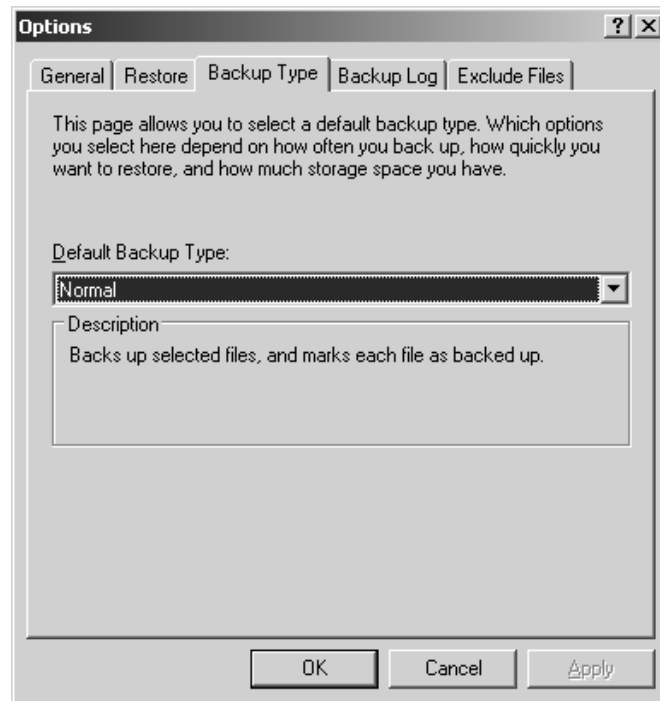 Options
General Restore Backup Type Backup Log Exclude Files
This page allows you to select a default backup type. Which options
you select here depend on how often you back up, how quickly you
want to restore, and how much storage space you have.
Default Backup Type:
Normal
Description
Backs up selected files, and marks each file as backed up.
OK Cancel Apply